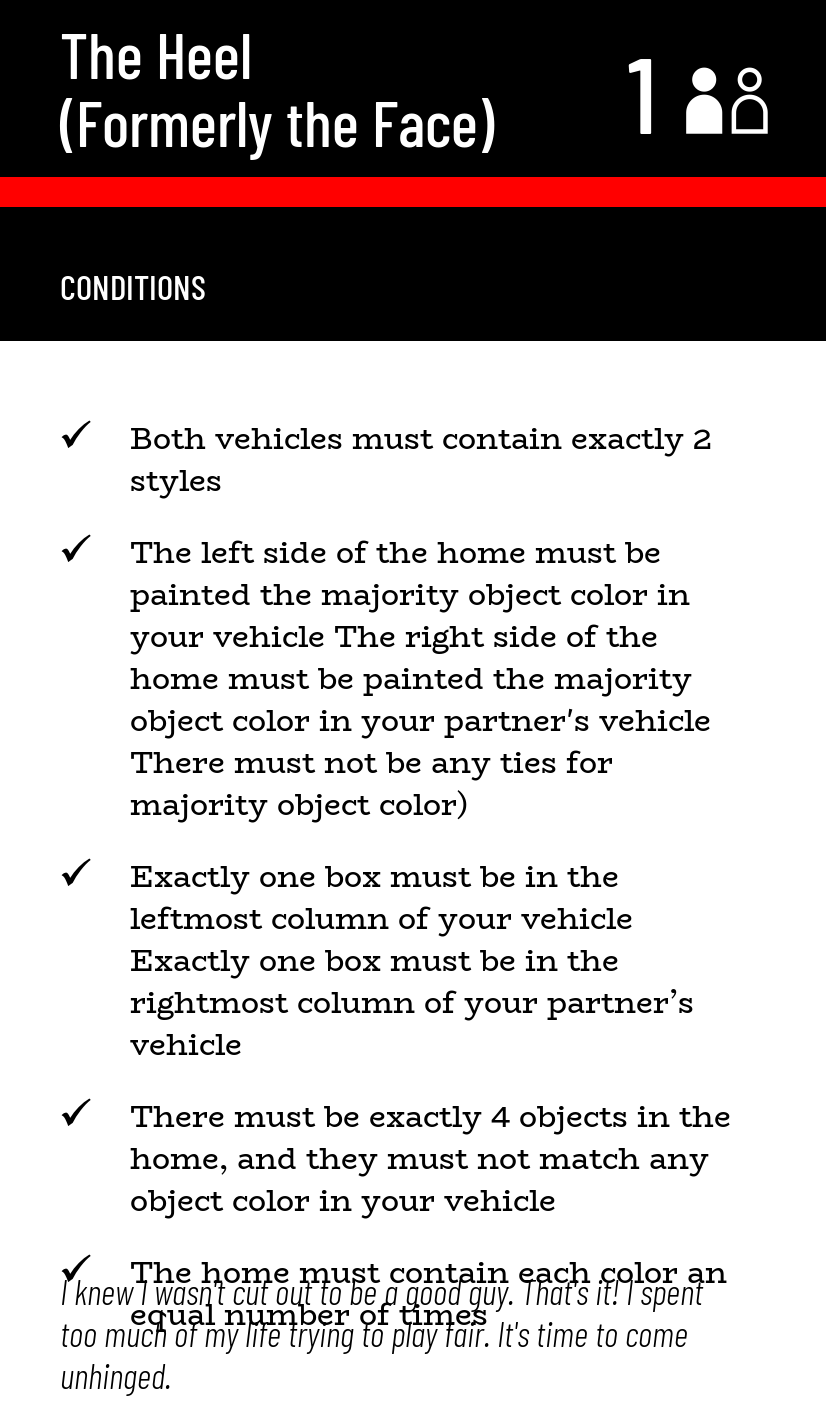 The Heel
(Formerly the Face)
1
CONDITIONS
Both vehicles must contain exactly 2
styles
The left side of the home must be
painted the majority object color in
your vehicle The right side of the
home must be painted the majority
object color in your partner's vehicle
There must not be any ties for
majority object color)
Exactly one box must be in the
leftmost column of your vehicle
Exactly one box must be in the
rightmost column of your partner’s
vehicle
There must be exactly 4 objects in the
home, and they must not match any
object color in your vehicle
The home must contain each color an
equal number of times
I knew I wasn't cut out to be a good guy. That's it! I spent
too much of my life trying to play fair. It's time to come
unhinged.